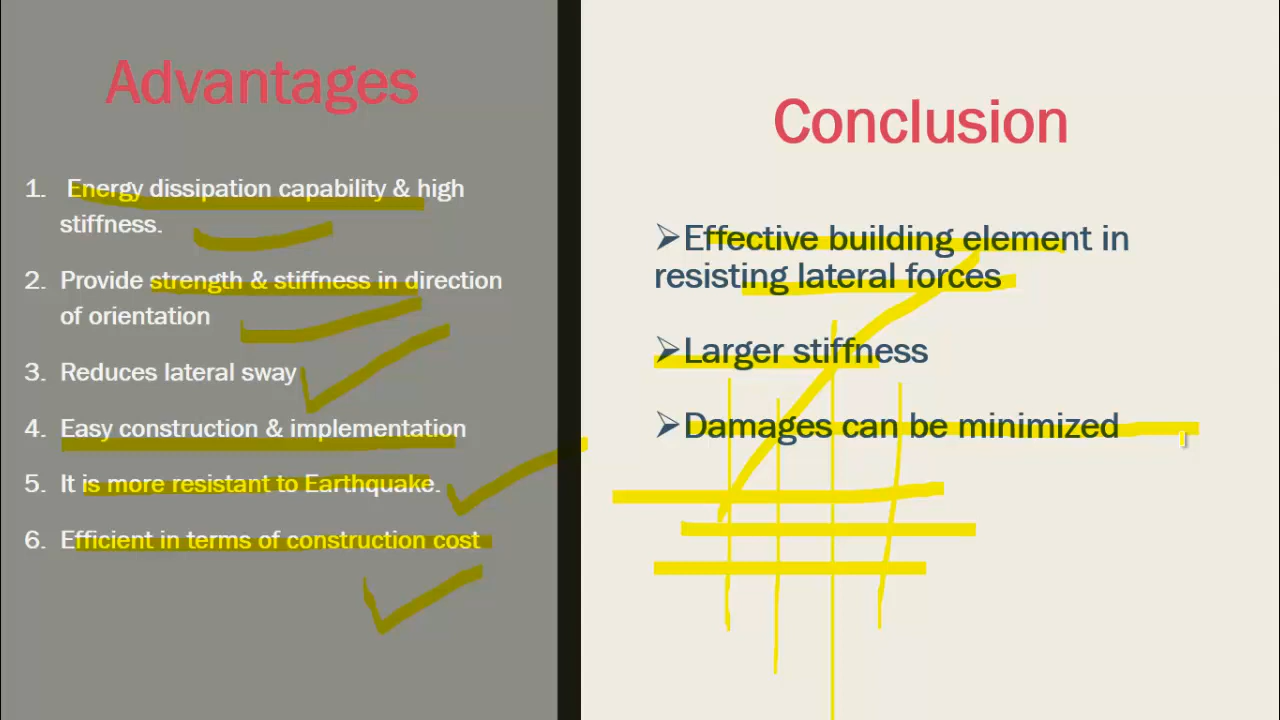 Advantages
1. Energy dissipation capability & high
stiffness.
2. Provide strength & stiffness in direction
of orientation
3. Reduces lateral sway
4. Easy construction & implementation
5. It is more resistant to Earthquake.
6. Efficient in terms of construction cost
Conclusion
➢Effective building element in
resisting lateral forces
➢Larger stiffness
➢Damages can be minimized